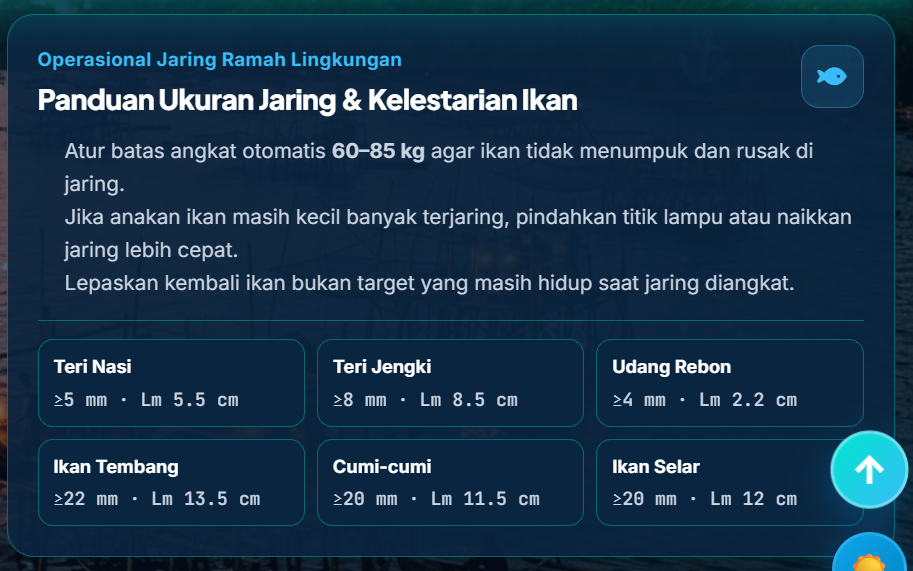 Operasional Jaring Ramah Lingkungan
Panduan Ukuran Jaring & Kelestarian Ikan
Atur batas angkat otomatis 60–85 kg agar ikan tidak menumpuk dan rusak di
jaring.
Jika anakan ikan masih kecil banyak terjaring, pindahkan titik lampu atau naikkan
jaring lebih cepat.
Lepaskan kembali ikan bukan target yang masih hidup saat jaring diangkat.
Teri Nasi
≥5 mm · Lm 5.5 cm
Teri Jengki
≥8 mm · Lm 8.5 cm
Udang Rebon
≥4 mm · Lm 2.2 cm
Ikan Tembang
≥22 mm · Lm 13.5 cm
Cumi-cumi
≥20 mm · Lm 11.5 cm
Ikan Selar
≥20 mm · Lm 12 cm